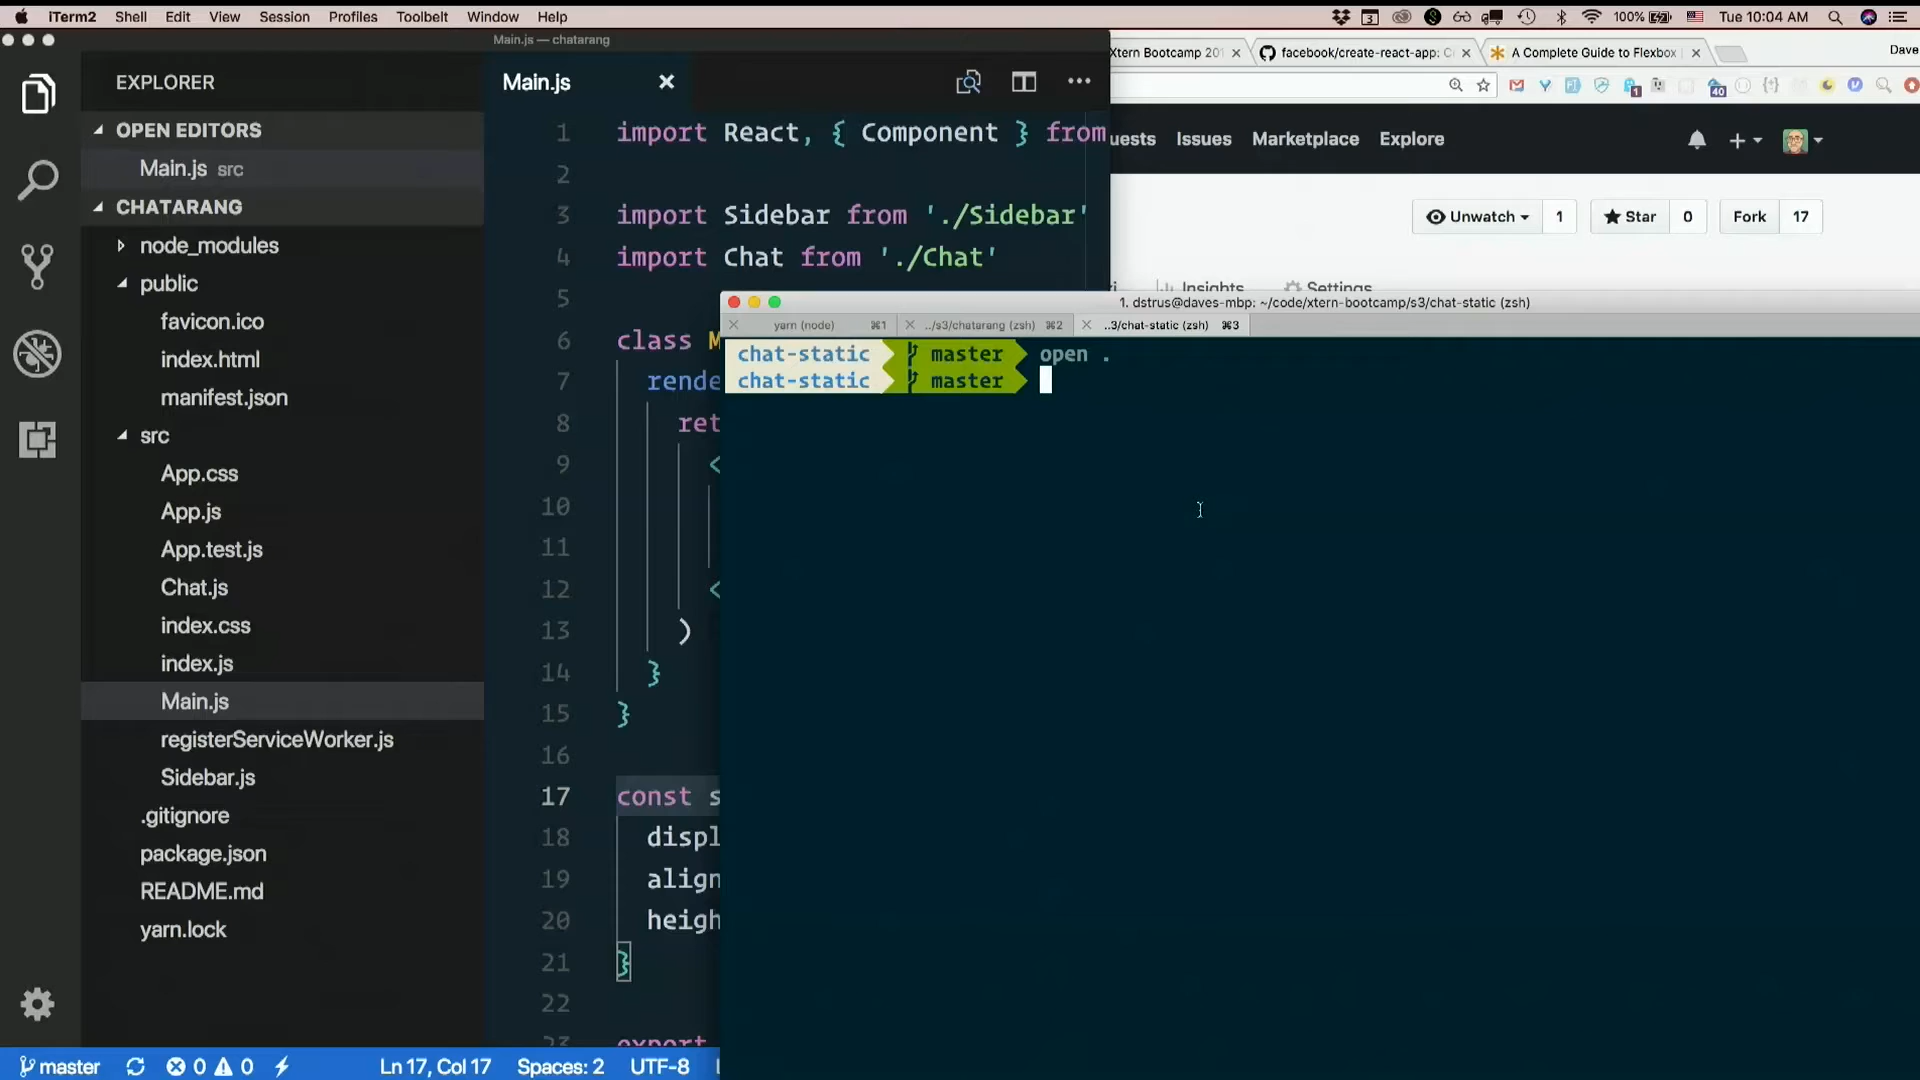 iTerm2 Shell Edit View Session Profiles Toolbelt Window Help
3 100% Tue 10:04 AM
Main.js — chatarang
Xtern Bootcamp 201 facebook/create-react-app: C A Complete Guide to Flexbox | Dave
EXPLORER
Main.js
1 40
OPEN EDITORS
Main.js src
CHATARANG
node_modules
public
favicon.ico
index.html
manifest.json
src
App.css
App.js
App.test.js
Chat.js
index.css
index.js
Main.js
registerServiceWorker.js
Sidebar.js
.gitignore
package.json
README.md
yarn.lock
1 import React, { Component } from
2
3 import Sidebar from './Sidebar'
4 import Chat from './Chat'
5
6 class M
7 rende
8 ret
9 <
10
11
12 <
13 )
14 }
15 }
16
17 const s
18 displ
19 align
20 heigh
21 }
22
23 export
uests Issues Marketplace Explore
Unwatch 1 Star 0 Fork 17
Insights Settings
1. dstrus@daves-mbp: ~/code/xtern-bootcamp/s3/chat-static (zsh)
yarn (node) ⌘1 ../s3/chatarang (zsh) ⌘2 ..3/chat-static (zsh) ⌘3
chat-static master open .
chat-static master
master 0 0 Ln 17, Col 17 Spaces: 2 UTF-8